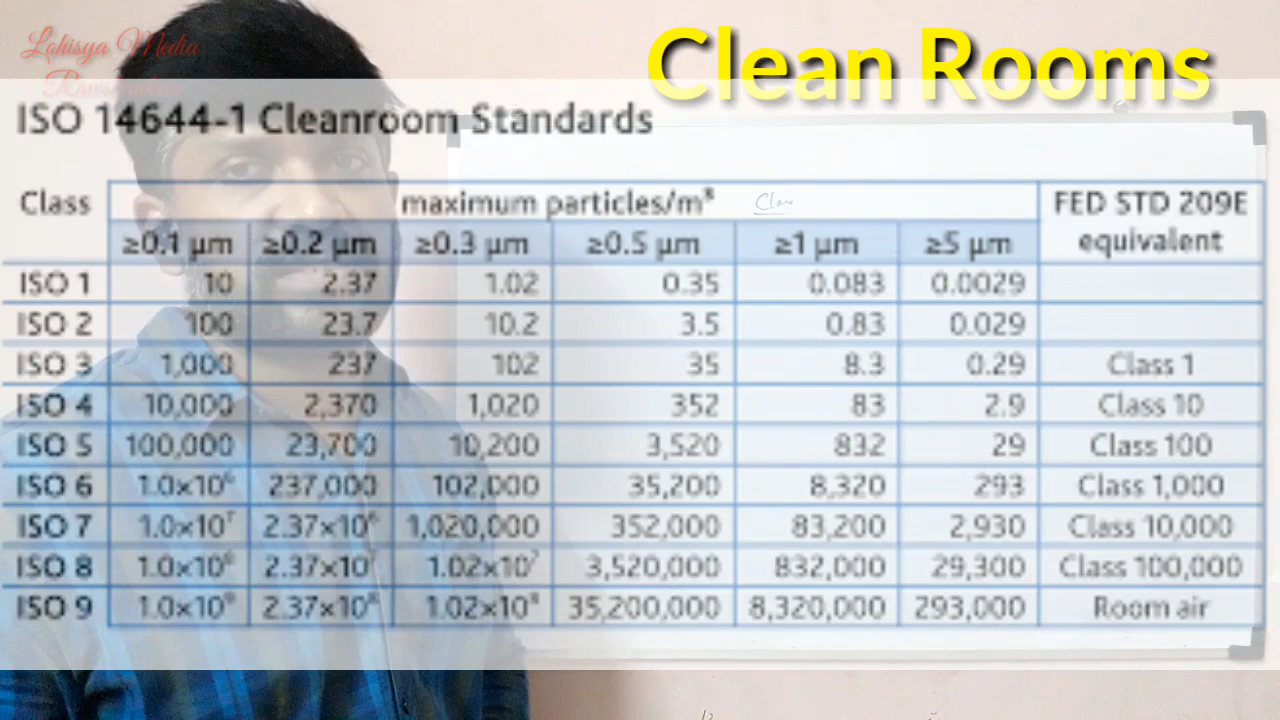 Lohisya Media
Clean Rooms
ISO 14644-1 Cleanroom Standards
Class maximum particles/m³ FED STD 209E equivalent
≥0.1 µm ≥0.2 µm ≥0.3 µm ≥0.5 µm ≥1 µm ≥5 µm
ISO 1 10 2.37 1.02 0.35 0.083 0.0029
ISO 2 100 23.7 10.2 3.5 0.83 0.029
ISO 3 1,000 237 102 35 8.3 0.29 Class 1
ISO 4 10,000 2,370 1,020 352 83 2.9 Class 10
ISO 5 100,000 23,700 10,200 3,520 832 29 Class 100
ISO 6 1.0×10⁶ 237,000 102,000 35,200 8,320 293 Class 1,000
ISO 7 1.0×10⁷ 2.37×10⁶ 1,020,000 352,000 83,200 2,930 Class 10,000
ISO 8 1.0×10⁸ 2.37×10⁷ 1.02×10⁷ 3,520,000 832,000 29,300 Class 100,000
ISO 9 1.0×10⁹ 2.37×10⁸ 1.02×10⁸ 35,200,000 8,320,000 293,000 Room air